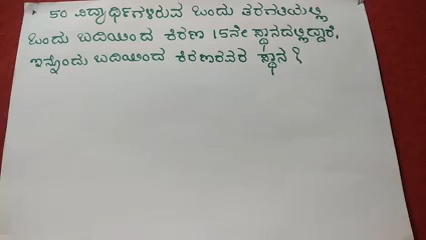 50 ವಿದ್ಯಾರ್ಥಿಗಳಿರುವ ಒಂದು ತರಗತಿಯಲ್ಲಿ
ಒಂದು ಬದಿಯಿಂದ ಕಿರಣ 15ನೇ ಸ್ಥಾನದಲ್ಲಿದ್ದಾರೆ,
ಇನ್ನೊಂದು ಬದಿಯಿಂದ ಕಿರಣರವರ ಸ್ಥಾನ ?